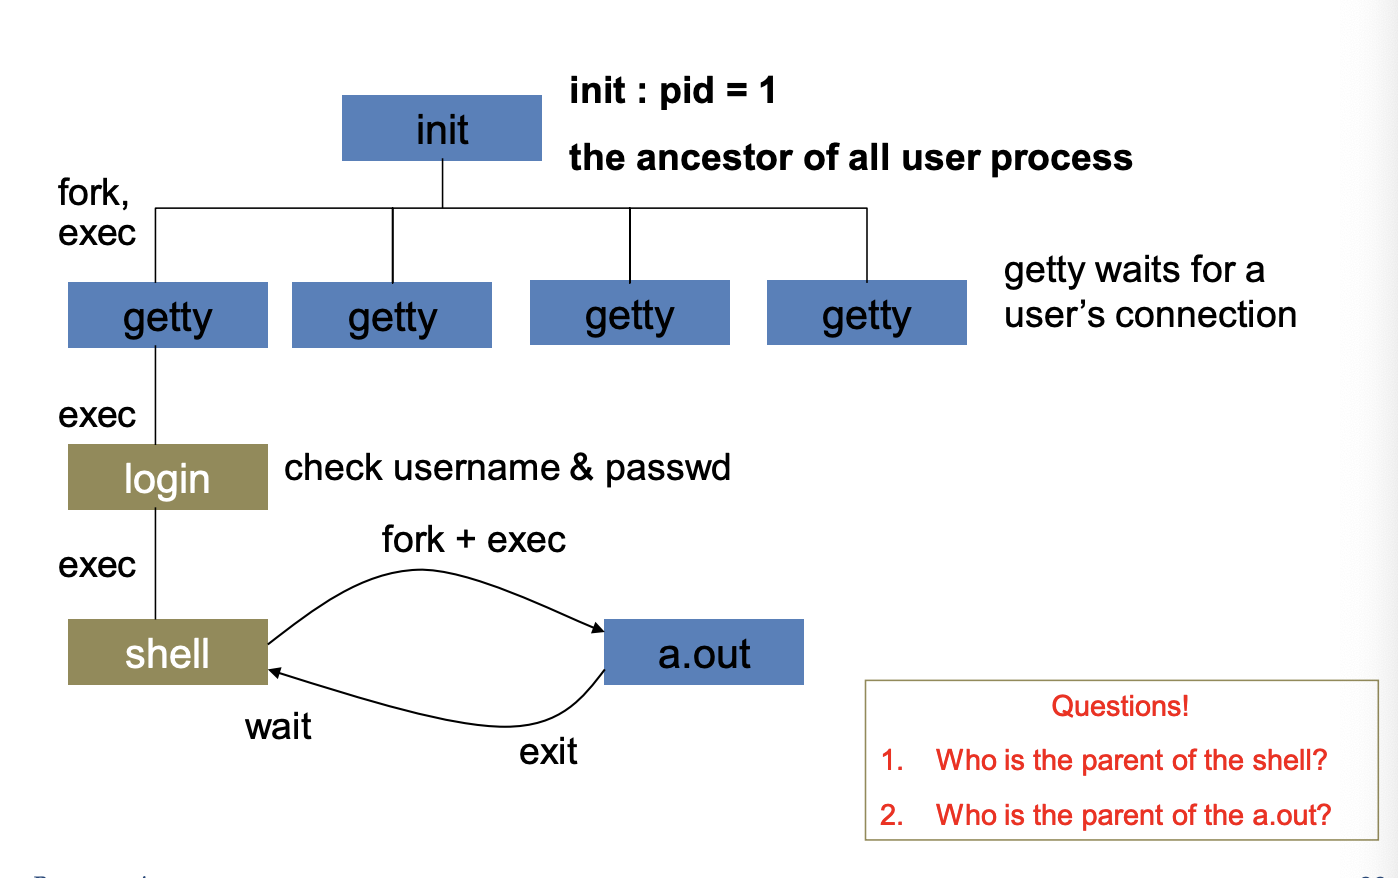 init : pid = 1
init
the ancestor of all user process
fork,
exec
getty
getty
getty
getty
getty waits for a
user’s connection
exec
login
check username & passwd
fork + exec
exec
shell
a.out
wait
exit
Questions!
1. Who is the parent of the shell?
2. Who is the parent of the a.out?